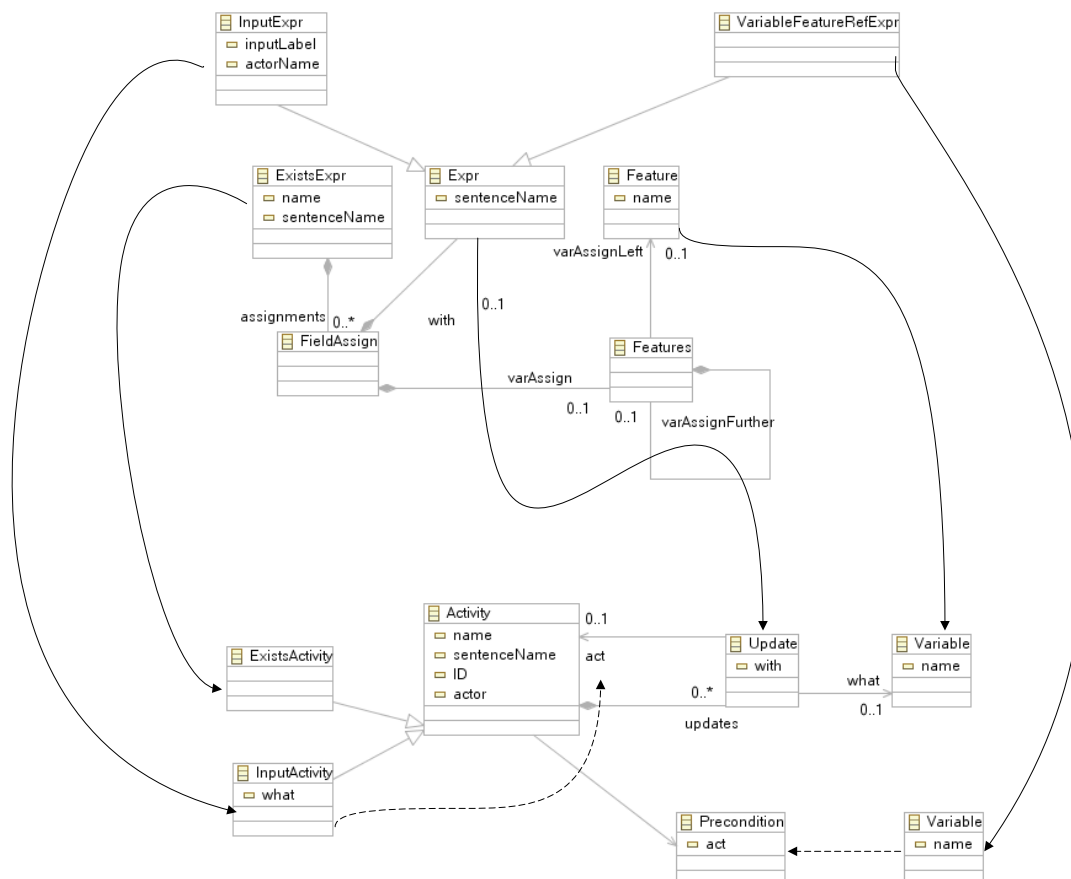 InputExpr
inputLabel
actorName
VariableFeatureRefExpr
ExistsExpr
name
sentenceName
Expr
sentenceName
Feature
name
varAssignLeft
0..1
0..1
assignments
0..*
with
FieldAssign
Features
varAssign
0..1
0..1
varAssignFurther
Activity
name
sentenceName
ID
actor
0..1
act
0..*
updates
Update
with
what
0..1
Variable
name
ExistsActivity
InputActivity
what
Precondition
act
Variable
name